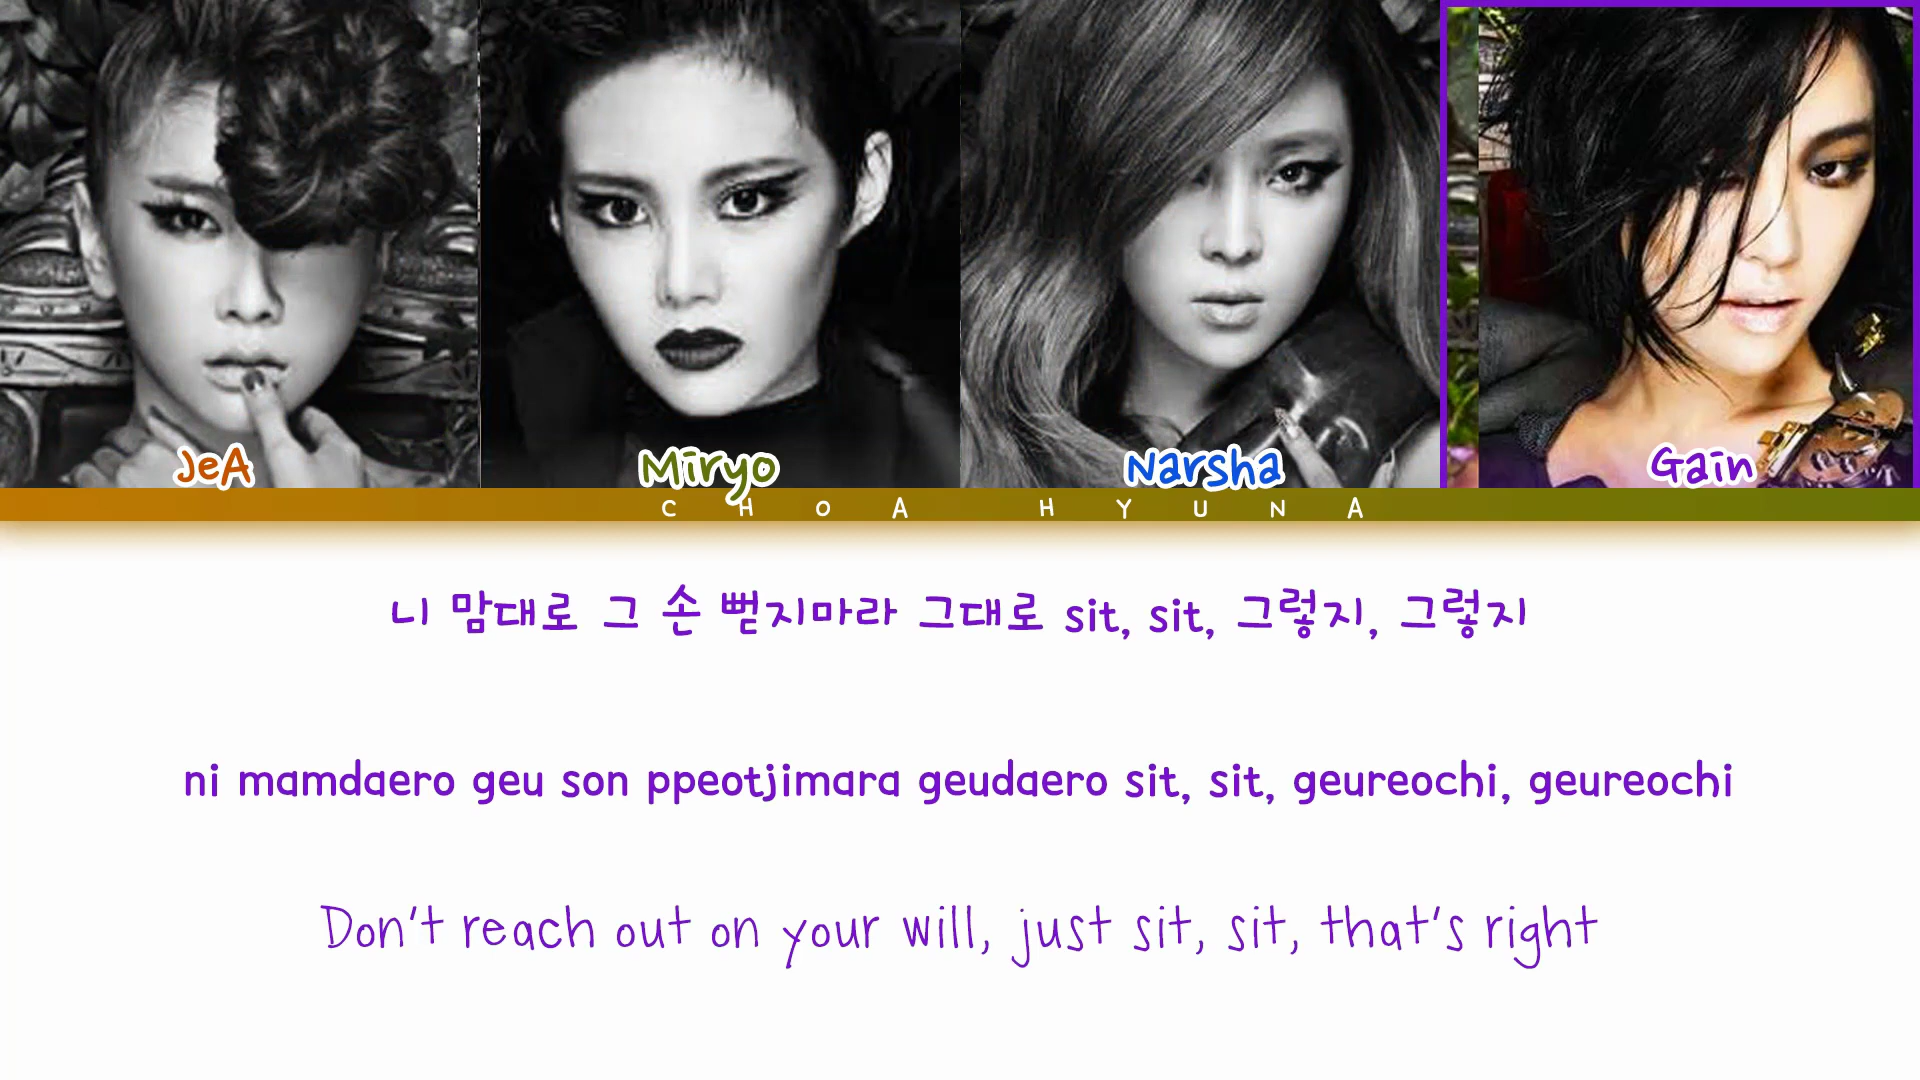 JeA
Miryo
Narsha
Gain
CHOA HYUNA
니 맘대로 그 손 뻗지마라 그대로 sit, sit, 그렇지, 그렇지
ni mamdaero geu son ppeotjimara geudaero sit, sit, geureochi, geureochi
Don't reach out on your will, just sit, sit, that's right